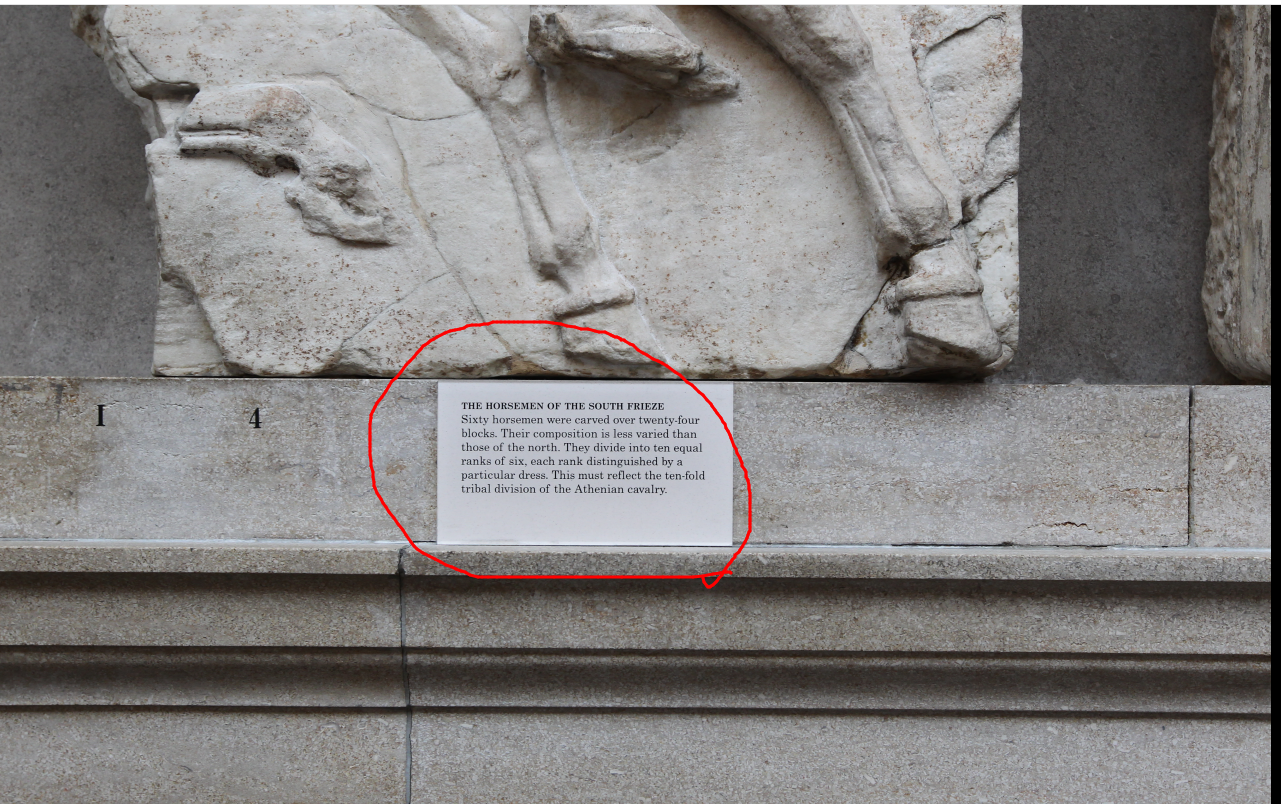 I 4
THE HORSEMEN OF THE SOUTH FRIEZE
Sixty horsemen were carved over twenty-four
blocks. Their composition is less varied than
those of the north. They divide into ten equal
ranks of six, each rank distinguished by a
particular dress. This must reflect the ten-fold
tribal division of the Athenian cavalry.